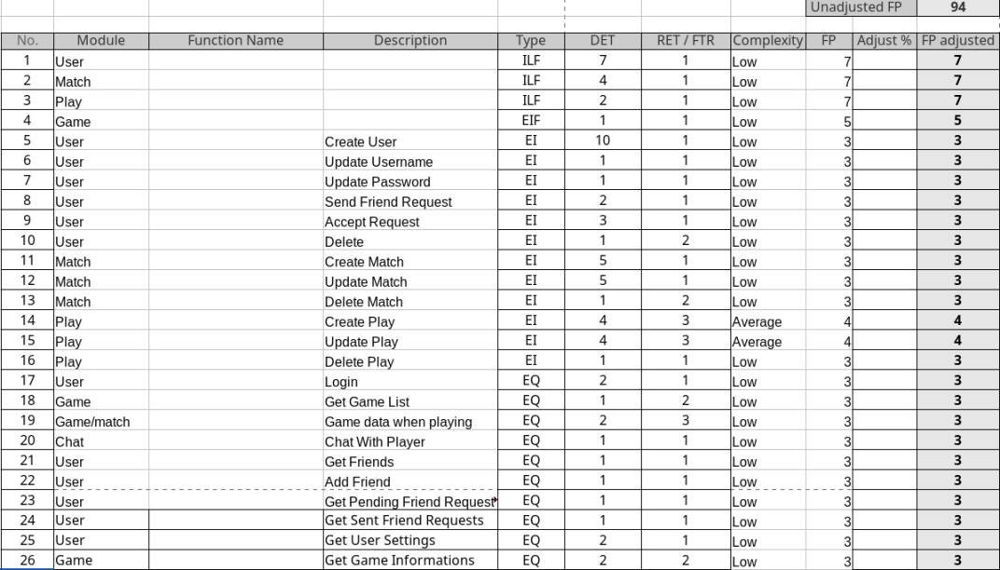 Unadjusted FP 94
No. Module Function Name Description Type DET RET / FTR Complexity FP Adjust % FP adjusted
1 User ILF 7 1 Low 7 7
2 Match ILF 4 1 Low 7 7
3 Play ILF 2 1 Low 7 7
4 Game EIF 1 1 Low 5 5
5 User Create User EI 10 1 Low 3 3
6 User Update Username EI 1 1 Low 3 3
7 User Update Password EI 1 1 Low 3 3
8 User Send Friend Request EI 2 1 Low 3 3
9 User Accept Request EI 3 1 Low 3 3
10 User Delete EI 1 2 Low 3 3
11 Match Create Match EI 5 1 Low 3 3
12 Match Update Match EI 5 1 Low 3 3
13 Match Delete Match EI 1 2 Low 3 3
14 Play Create Play EI 4 3 Average 4 4
15 Play Update Play EI 4 3 Average 4 4
16 Play Delete Play EI 1 1 Low 3 3
17 User Login EQ 2 1 Low 3 3
18 Game Get Game List EQ 1 2 Low 3 3
19 Game/match Game data when playing EQ 2 3 Low 3 3
20 Chat Chat With Player EQ 1 1 Low 3 3
21 User Get Friends EQ 1 1 Low 3 3
22 User Add Friend EQ 1 1 Low 3 3
23 User Get Pending Friend Request EQ 1 1 Low 3 3
24 User Get Sent Friend Requests EQ 1 1 Low 3 3
25 User Get User Settings EQ 2 1 Low 3 3
26 Game Get Game Informations EQ 2 2 Low 3 3